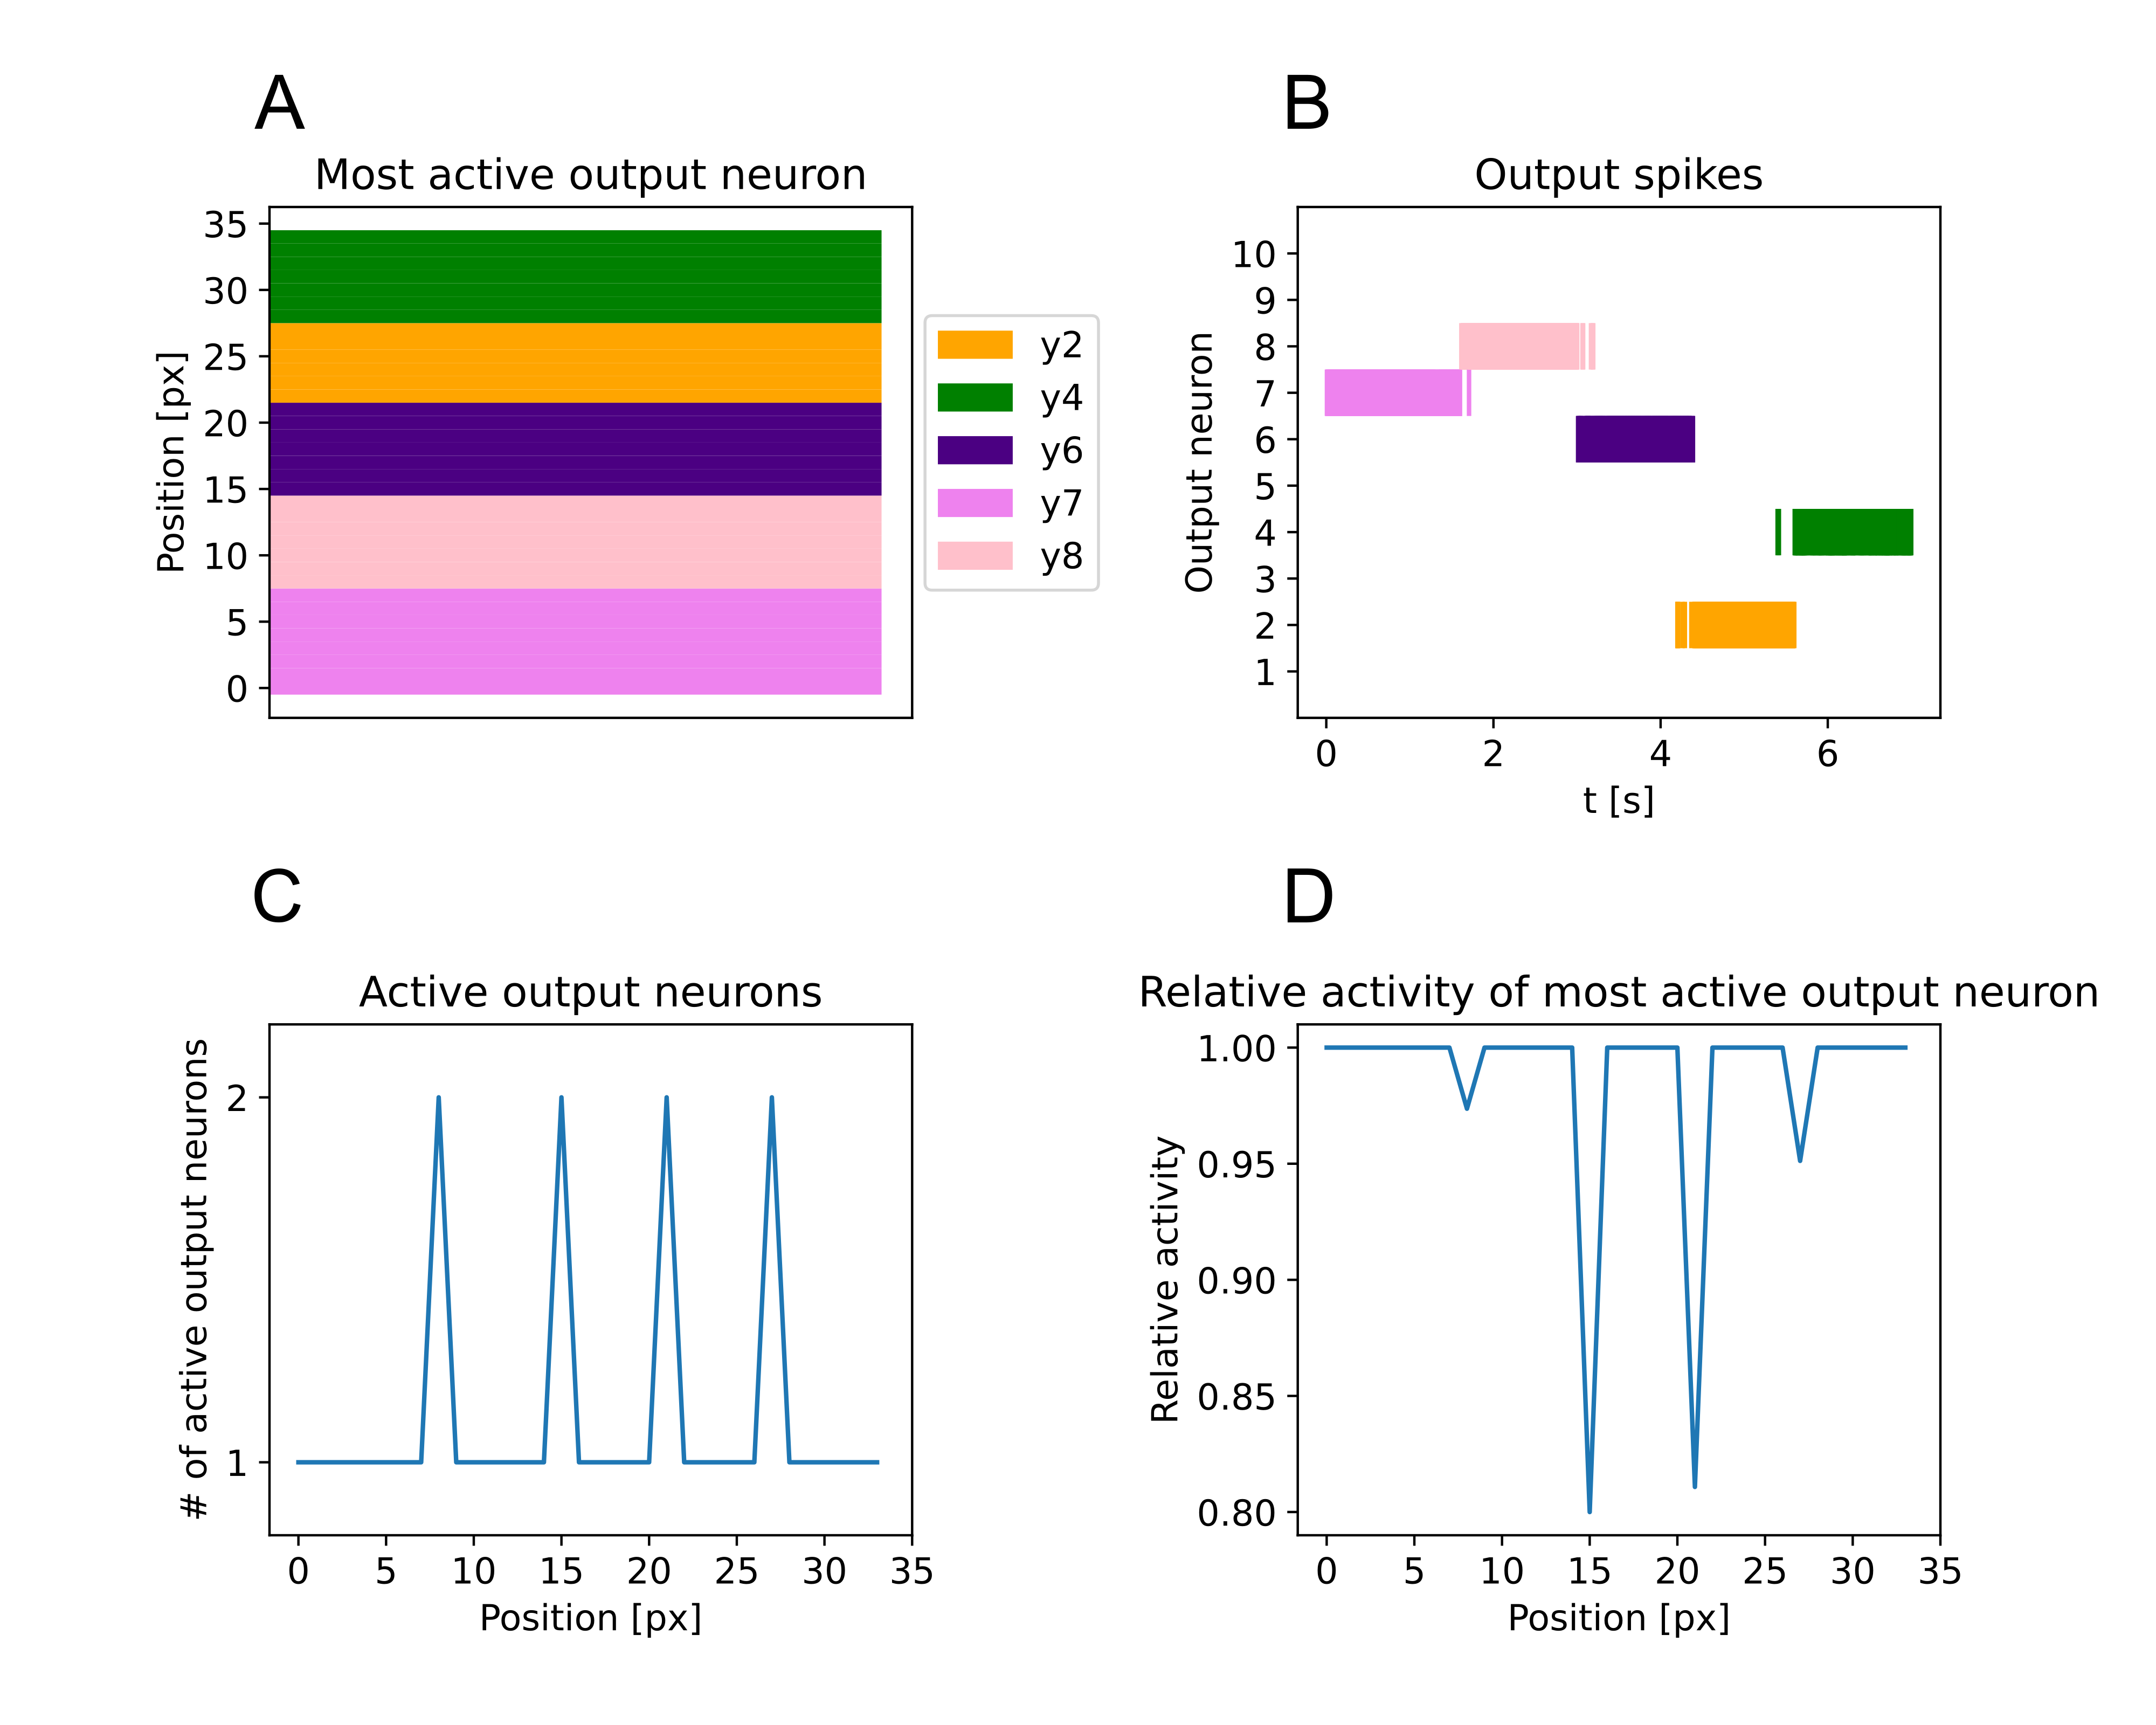 A
Most active output neuron
35
30
25
20
15
10
5
0
Position [px]
y2
y4
y6
y7
y8
B
Output spikes
10
9
8
7
6
5
4
3
2
1
Output neuron
0 2 4 6
t [s]
C
Active output neurons
2
1
# of active output neurons
0 5 10 15 20 25 30 35
Position [px]
D
Relative activity of most active output neuron
1.00
0.95
0.90
0.85
0.80
Relative activity
0 5 10 15 20 25 30 35
Position [px]